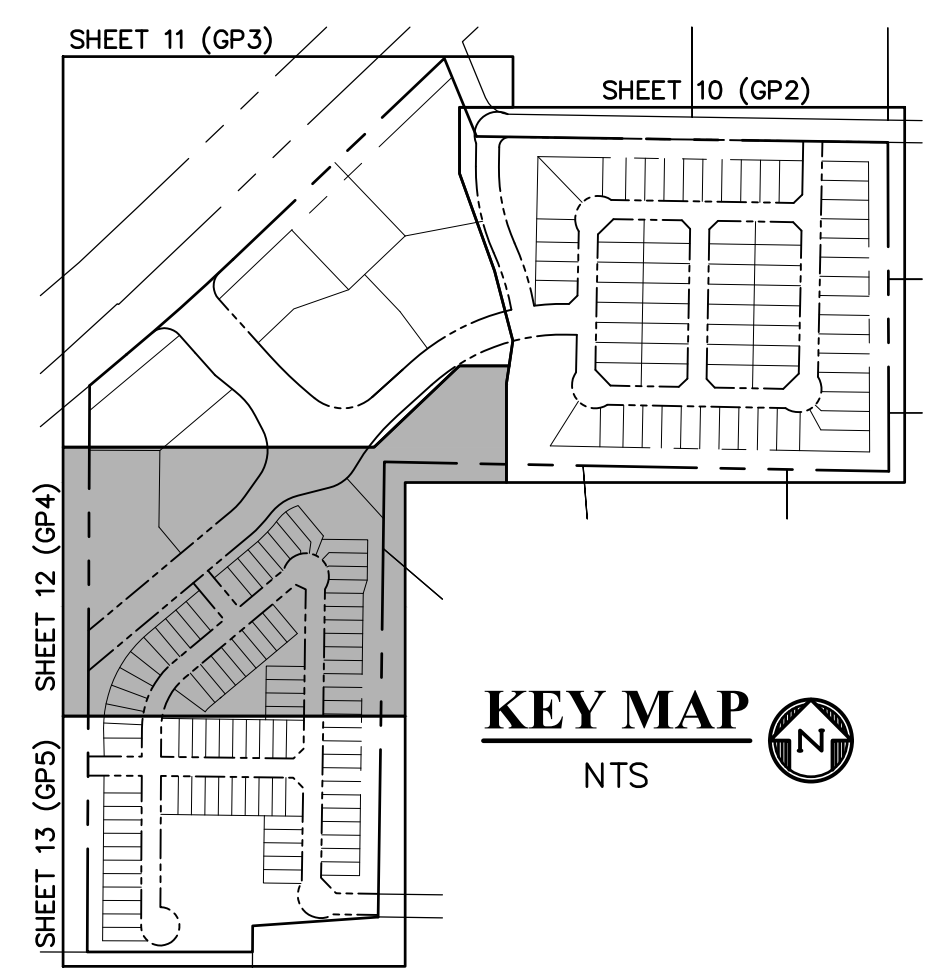 SHEET 11 (GP3)
SHEET 10 (GP2)
SHEET 12 (GP4)
KEY MAP
N
NTS
SHEET 13 (GP5)